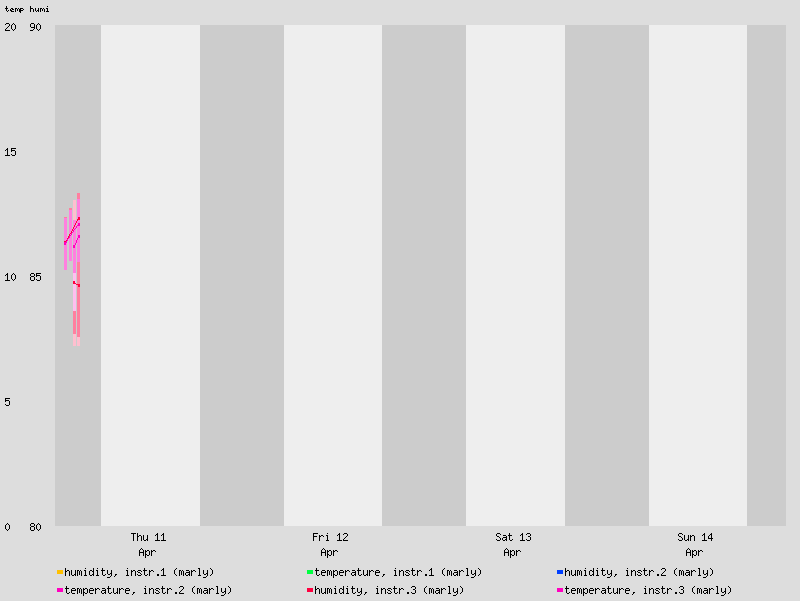 temp humi
20 90
15
10 85
5
0 80
Thu 11 Fri 12 Sat 13 Sun 14
Apr Apr Apr Apr
humidity, instr.1 (marly) temperature, instr.1 (marly) humidity, instr.2 (marly)
temperature, instr.2 (marly) humidity, instr.3 (marly) temperature, instr.3 (marly)